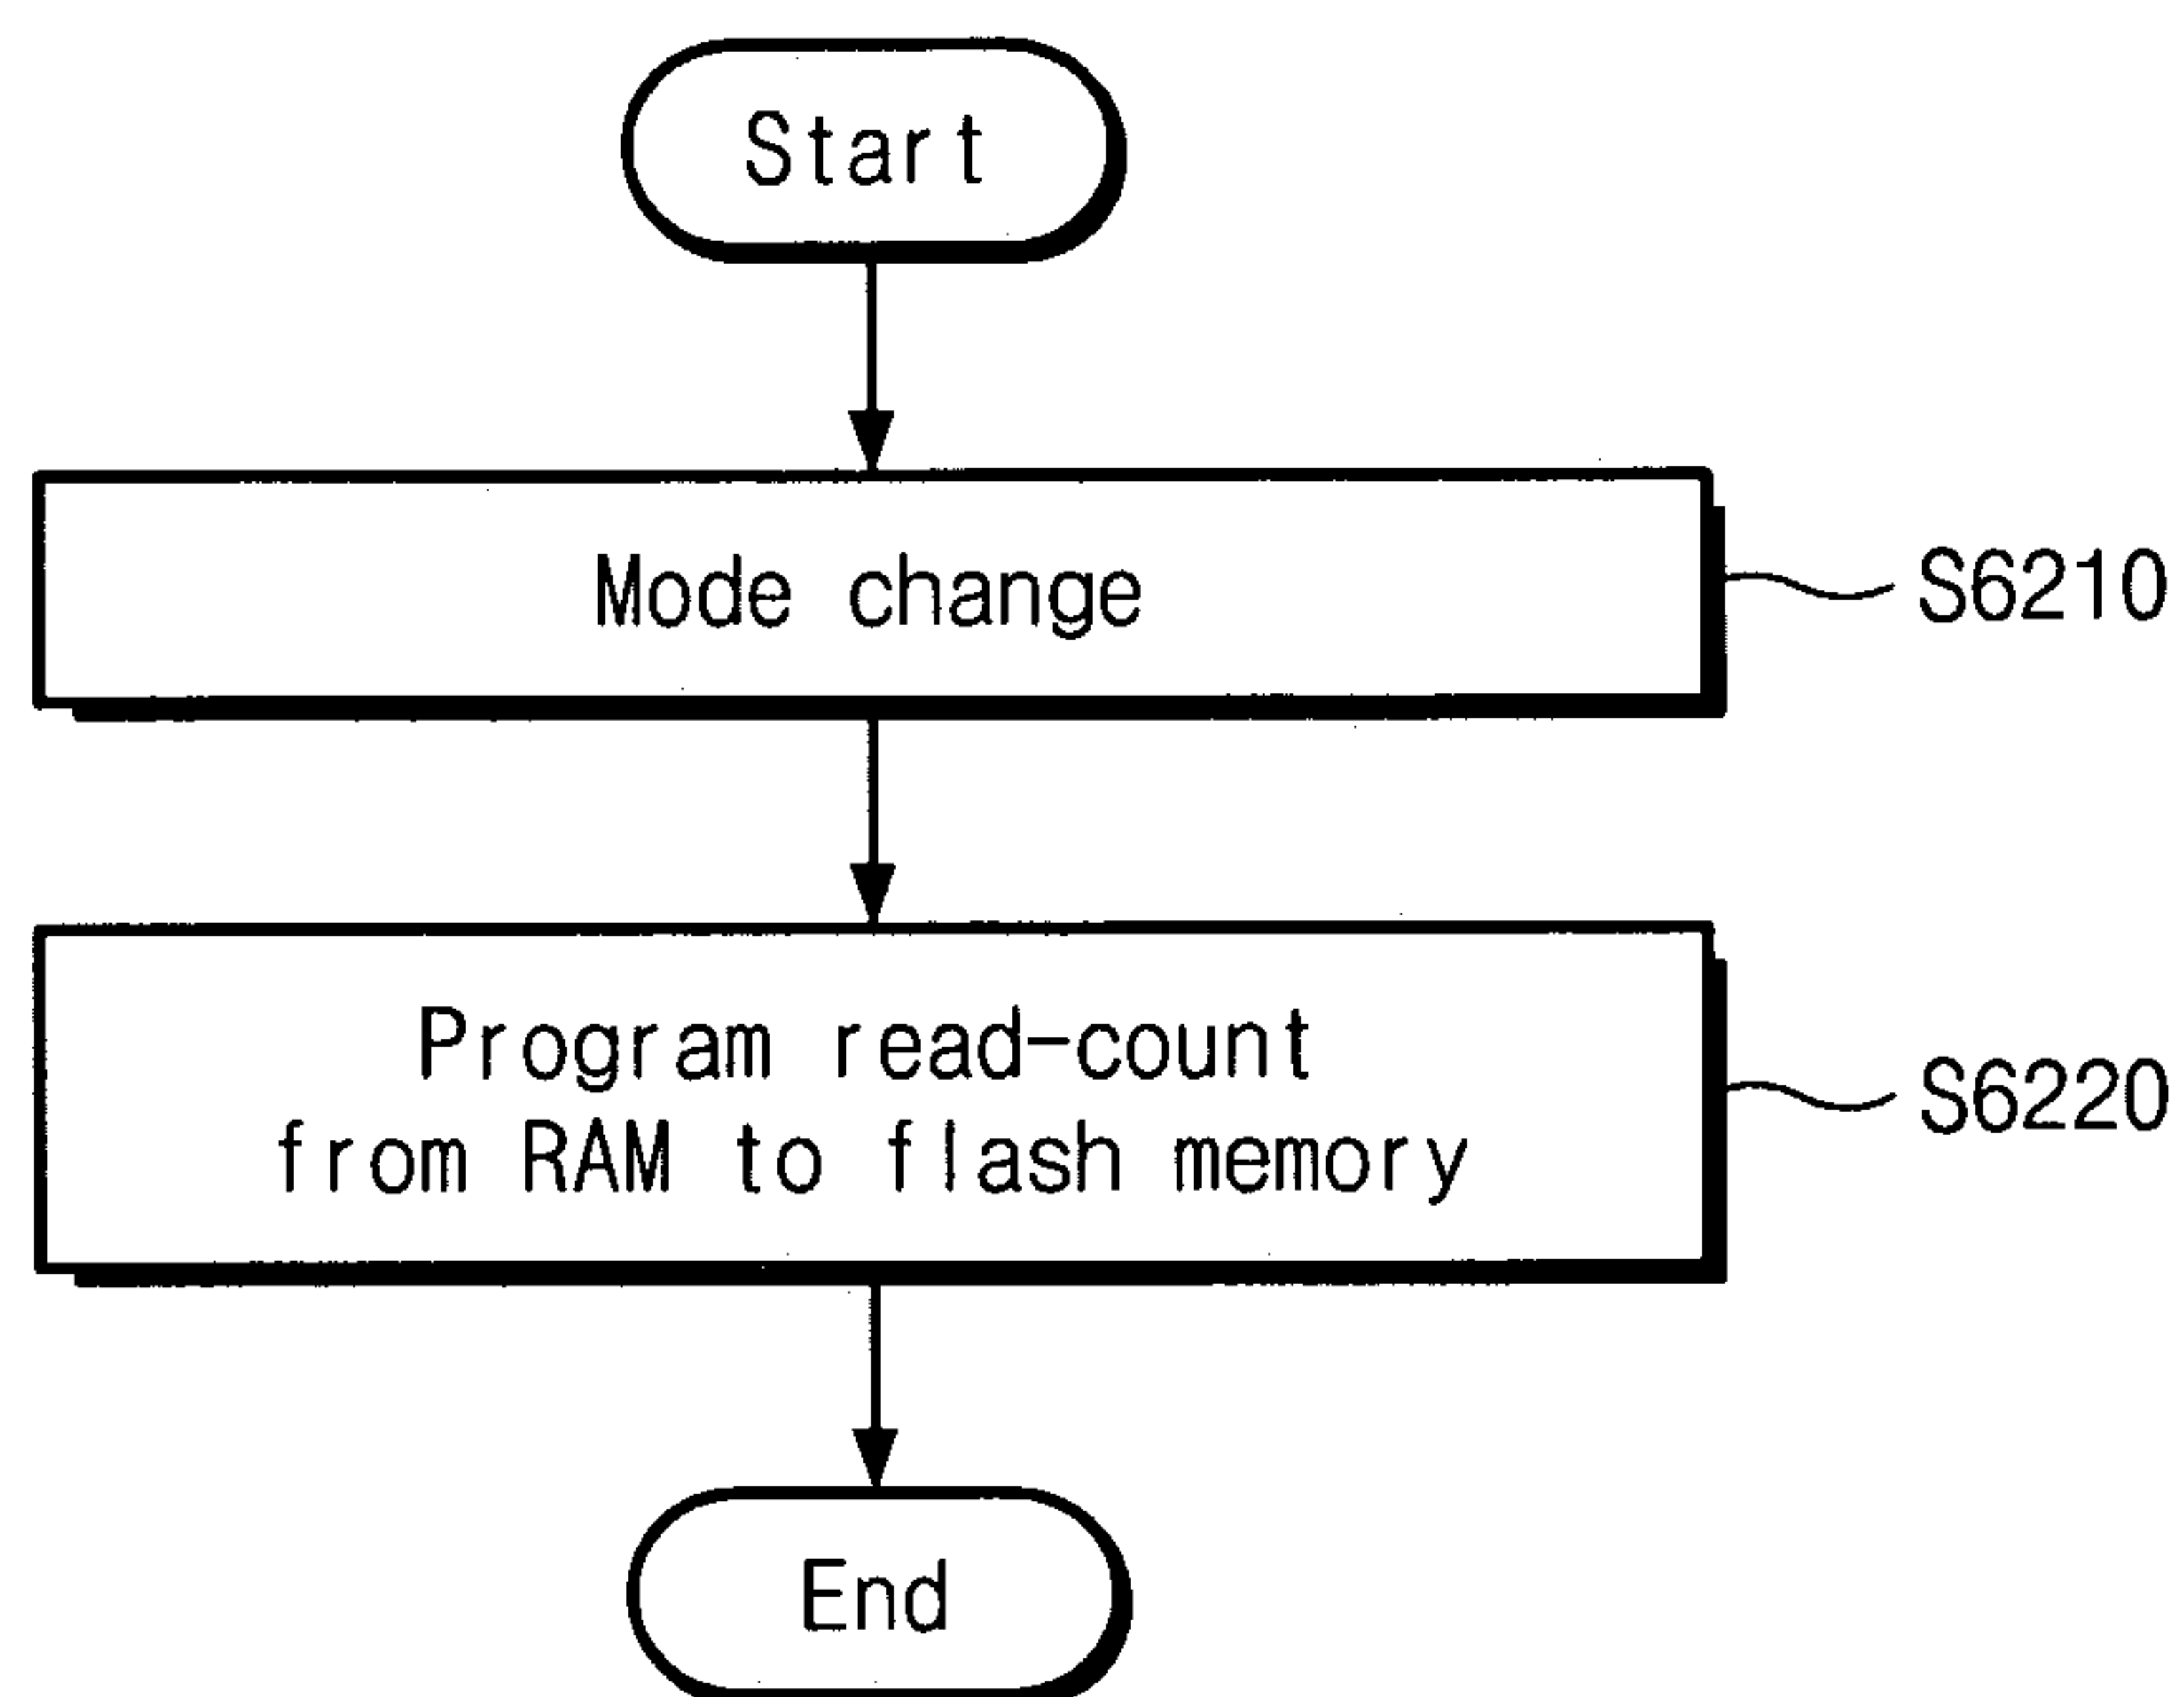 Start
Mode change
S6210
Program read-count
from RAM to flash memory
S6220
End